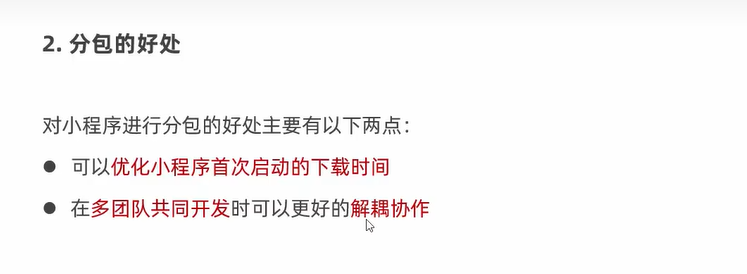 2. 分包的好处
对小程序进行分包的好处主要有以下两点：
● 可以优化小程序首次启动的下载时间
● 在多团队共同开发时可以更好的解耦协作